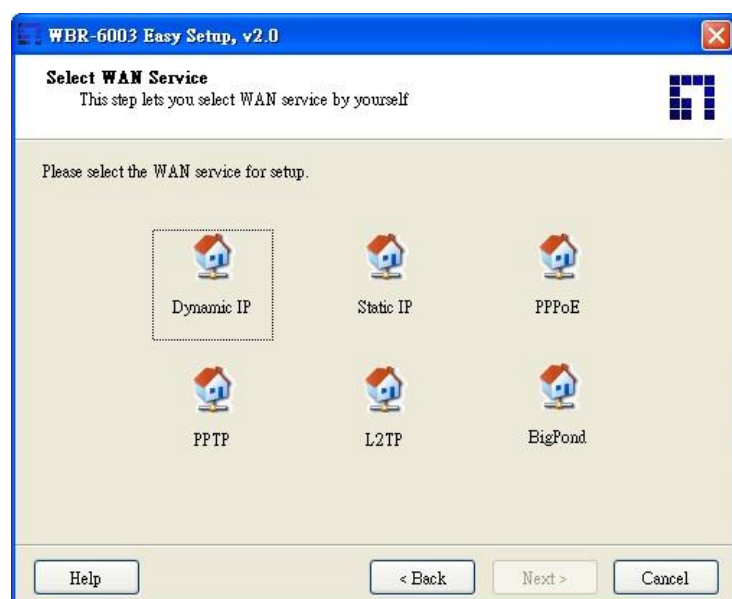 WBR-6003 Easy Setup, v2.0
Select WAN Service
This step lets you select WAN service by yourself
Please select the WAN service for setup.
Dynamic IP Static IP PPPoE
PPTP L2TP BigPond
Help < Back Next > Cancel